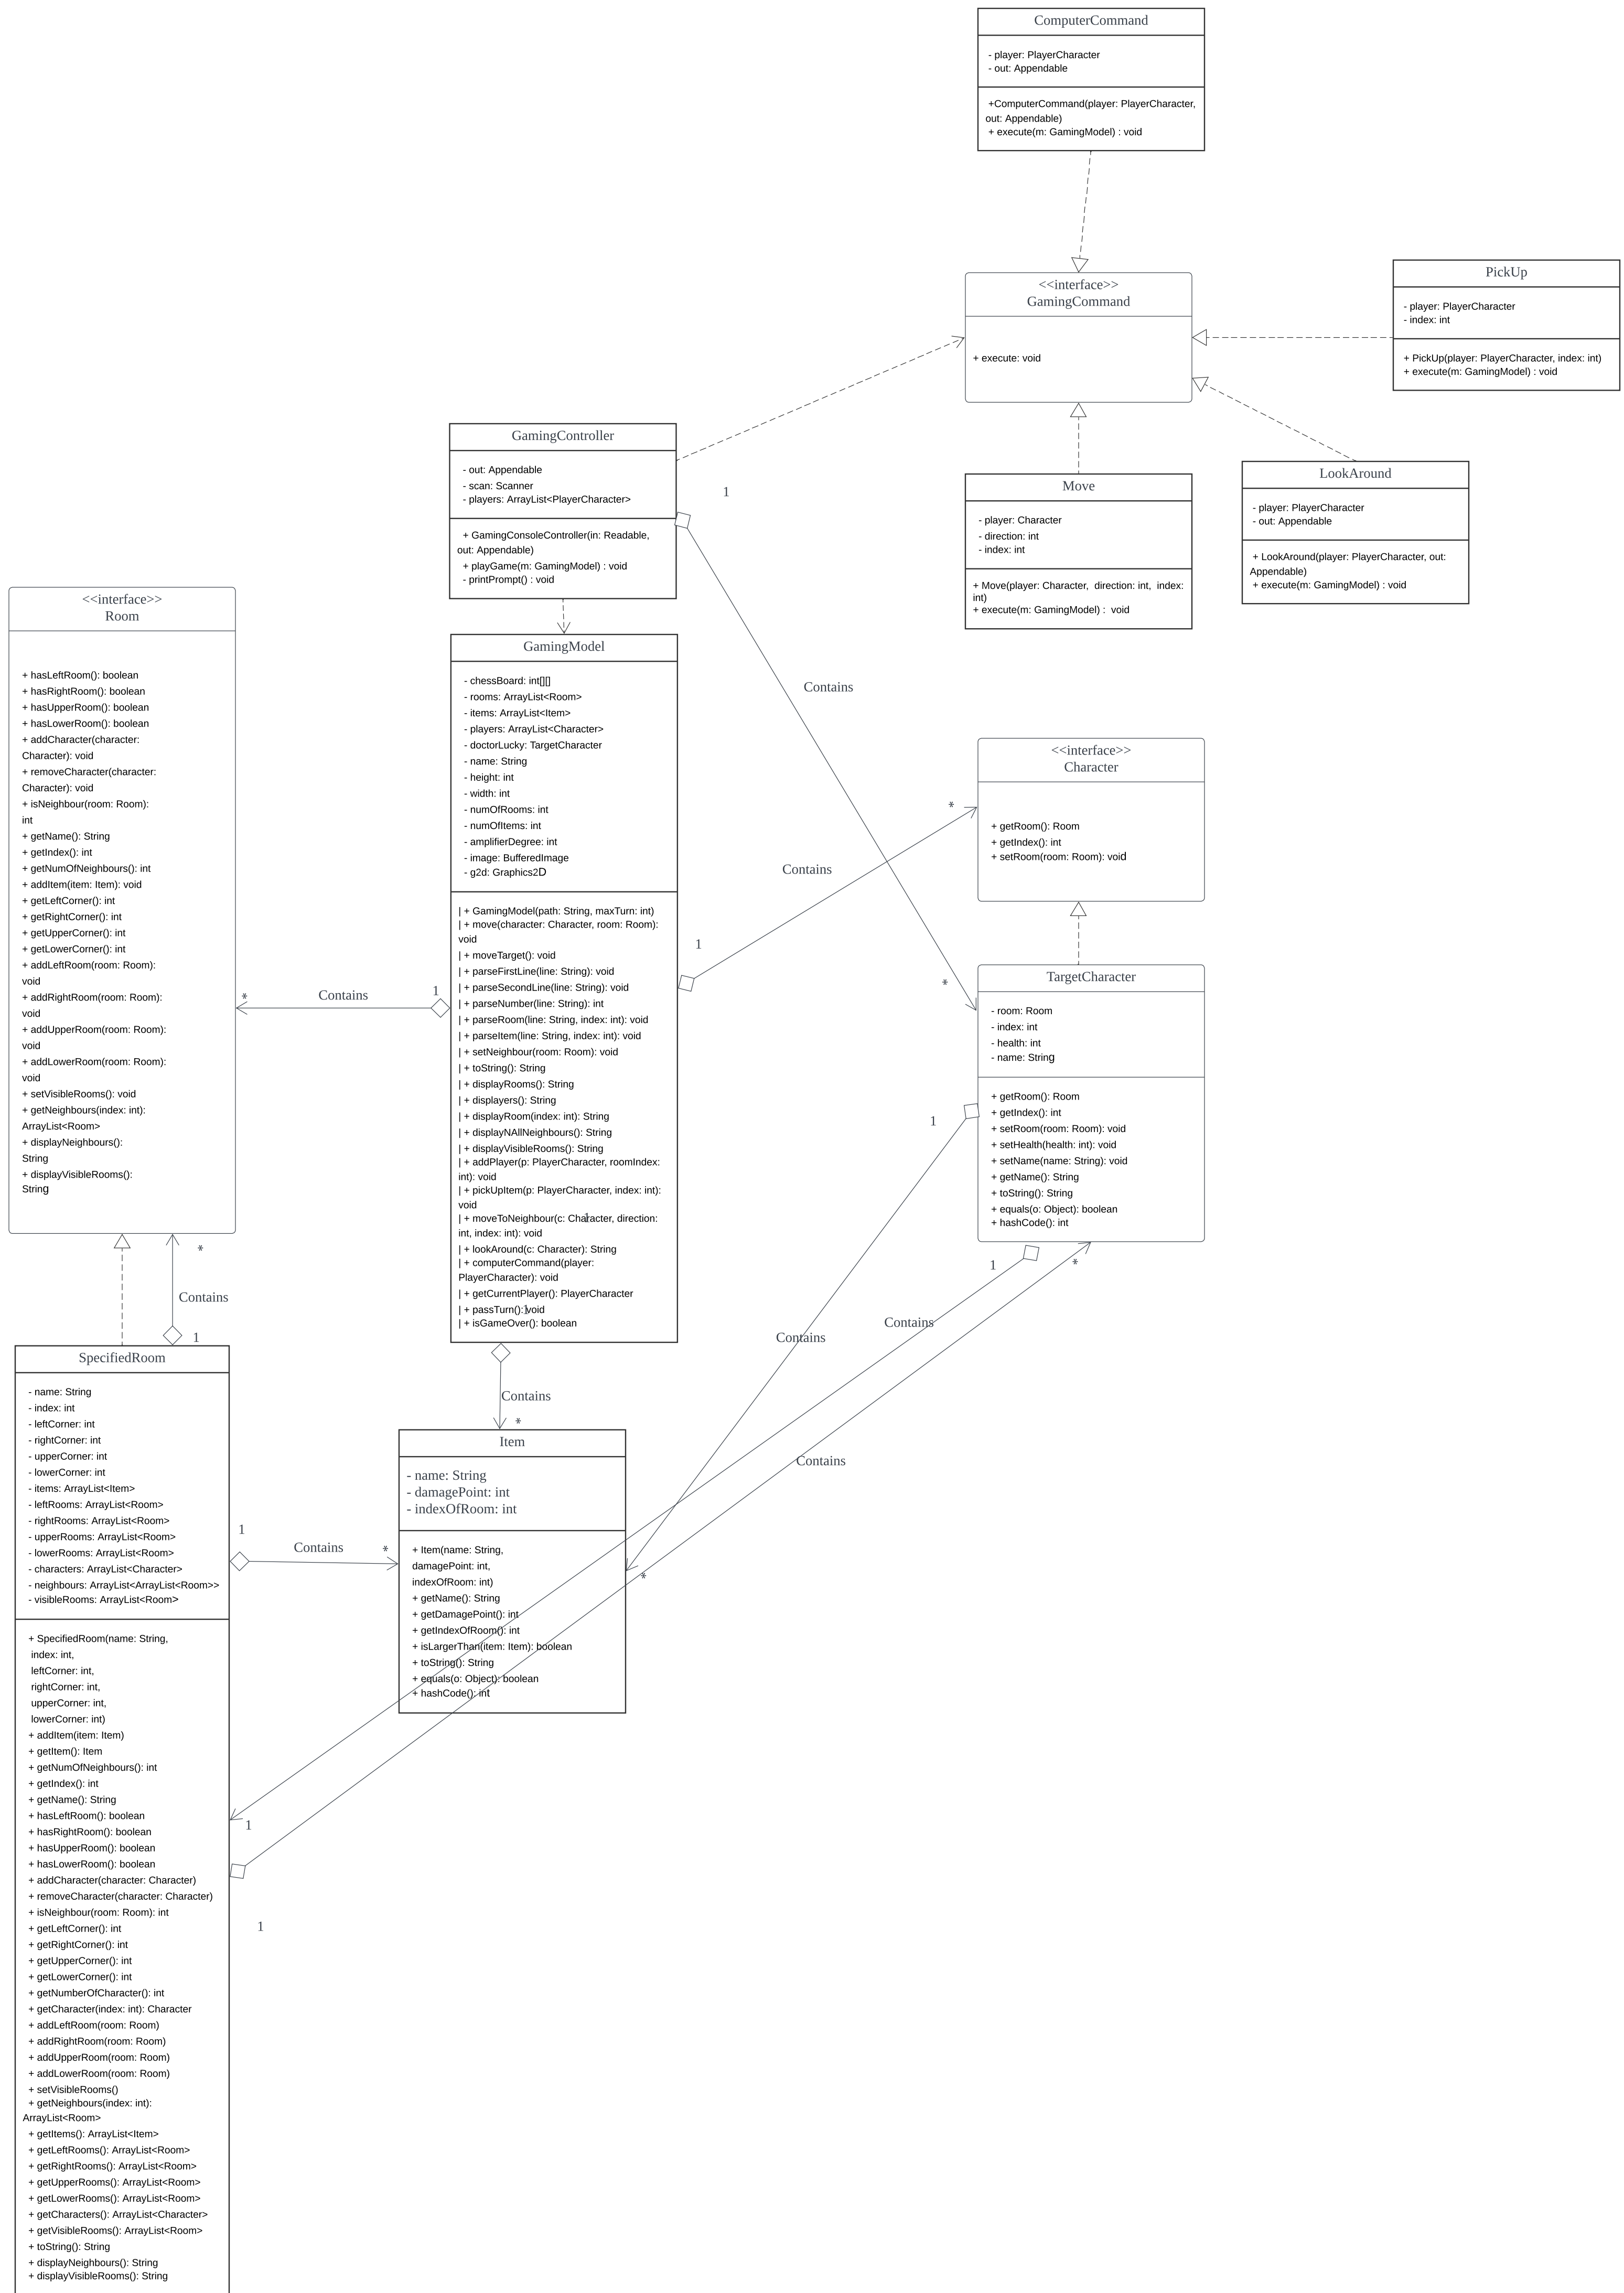 ComputerCommand
- player: PlayerCharacter
- out: Appendable
+ComputerCommand(player: PlayerCharacter,
out: Appendable)
+ execute(m: GamingModel) : void
<<interface>>
GamingCommand
+ execute: void
PickUp
- player: PlayerCharacter
- index: int
+ PickUp(player: PlayerCharacter, index: int)
+ execute(m: GamingModel) : void
GamingController
- out: Appendable
- scan: Scanner
- players: ArrayList<PlayerCharacter>
+ GamingConsoleController(in: Readable,
out: Appendable)
+ playGame(m: GamingModel) : void
- printPrompt() : void
1
Move
- player: Character
- direction: int
- index: int
+ Move(player: Character,  direction: int,  index:
int)
+ execute(m: GamingModel) :  void
LookAround
- player: PlayerCharacter
- out: Appendable
+ LookAround(player: PlayerCharacter, out:
Appendable)
+ execute(m: GamingModel) : void
<<interface>>
Room
+ hasLeftRoom(): boolean
+ hasRightRoom(): boolean
+ hasUpperRoom(): boolean
+ hasLowerRoom(): boolean
+ addCharacter(character:
Character): void
+ removeCharacter(character:
Character): void
+ isNeighbour(room: Room):
int
+ getName(): String
+ getIndex(): int
+ getNumOfNeighbours(): int
+ addItem(item: Item): void
+ getLeftCorner(): int
+ getRightCorner(): int
+ getUpperCorner(): int
+ getLowerCorner(): int
+ addLeftRoom(room: Room):
void
+ addRightRoom(room: Room):
void
+ addUpperRoom(room: Room):
void
+ addLowerRoom(room: Room):
void
+ setVisibleRooms(): void
+ getNeighbours(index: int):
ArrayList<Room>
+ displayNeighbours():
String
+ displayVisibleRooms():
String
*
Contains
1
GamingModel
- chessBoard: int[][]
- rooms: ArrayList<Room>
- items: ArrayList<Item>
- players: ArrayList<Character>
- doctorLucky: TargetCharacter
- name: String
- height: int
- width: int
- numOfRooms: int
- numOfItems: int
- amplifierDegree: int
- image: BufferedImage
- g2d: Graphics2D
| + GamingModel(path: String, maxTurn: int)
| + move(character: Character, room: Room):
void
| + moveTarget(): void
| + parseFirstLine(line: String): void
| + parseSecondLine(line: String): void
| + parseNumber(line: String): int
| + parseRoom(line: String, index: int): void
| + parseItem(line: String, index: int): void
| + setNeighbour(room: Room): void
| + toString(): String
| + displayRooms(): String
| + displayers(): String
| + displayRoom(index: int): String
| + displayNAllNeighbours(): String
| + displayVisibleRooms(): String
| + addPlayer(p: PlayerCharacter, roomIndex:
int): void
| + pickUpItem(p: PlayerCharacter, index: int):
void
| + moveToNeighbour(c: Character, direction:
int, index: int): void
| + lookAround(c: Character): String
| + computerCommand(player:
PlayerCharacter): void
| + getCurrentPlayer(): PlayerCharacter
| + passTurn(): void
| + isGameOver(): boolean
Contains
Contains
*
1
*
<<interface>>
Character
+ getRoom(): Room
+ getIndex(): int
+ setRoom(room: Room): void
TargetCharacter
- room: Room
- index: int
- health: int
- name: String
+ getRoom(): Room
+ getIndex(): int
+ setRoom(room: Room): void
+ setHealth(health: int): void
+ setName(name: String): void
+ getName(): String
+ toString(): String
+ equals(o: Object): boolean
+ hashCode(): int
1
1
*
Contains
Contains
Contains
*
Contains
1
Contains
*
SpecifiedRoom
- name: String
- index: int
- leftCorner: int
- rightCorner: int
- upperCorner: int
- lowerCorner: int
- items: ArrayList<Item>
- leftRooms: ArrayList<Room>
- rightRooms: ArrayList<Room>
- upperRooms: ArrayList<Room>
- lowerRooms: ArrayList<Room>
- characters: ArrayList<Character>
- neighbours: ArrayList<ArrayList<Room>>
- visibleRooms: ArrayList<Room>
+ SpecifiedRoom(name: String,
index: int,
leftCorner: int,
rightCorner: int,
upperCorner: int,
lowerCorner: int)
+ addItem(item: Item)
+ getItem(): Item
+ getNumOfNeighbours(): int
+ getIndex(): int
+ getName(): String
+ hasLeftRoom(): boolean
+ hasRightRoom(): boolean
+ hasUpperRoom(): boolean
+ hasLowerRoom(): boolean
+ addCharacter(character: Character)
+ removeCharacter(character: Character)
+ isNeighbour(room: Room): int
+ getLeftCorner(): int
+ getRightCorner(): int
+ getUpperCorner(): int
+ getLowerCorner(): int
+ getNumberOfCharacter(): int
+ getCharacter(index: int): Character
+ addLeftRoom(room: Room)
+ addRightRoom(room: Room)
+ addUpperRoom(room: Room)
+ addLowerRoom(room: Room)
+ setVisibleRooms()
+ getNeighbours(index: int):
ArrayList<Room>
+ getItems(): ArrayList<Item>
+ getLeftRooms(): ArrayList<Room>
+ getRightRooms(): ArrayList<Room>
+ getUpperRooms(): ArrayList<Room>
+ getLowerRooms(): ArrayList<Room>
+ getCharacters(): ArrayList<Character>
+ getVisibleRooms(): ArrayList<Room>
+ toString(): String
+ displayNeighbours(): String
+ displayVisibleRooms(): String
1
Contains
*
Item
- name: String
- damagePoint: int
- indexOfRoom: int
+ Item(name: String,
damagePoint: int,
indexOfRoom: int)
+ getName(): String
+ getDamagePoint(): int
+ getIndexOfRoom(): int
+ isLargerThan(item: Item): boolean
+ toString(): String
+ equals(o: Object): boolean
+ hashCode(): int
*
1
1